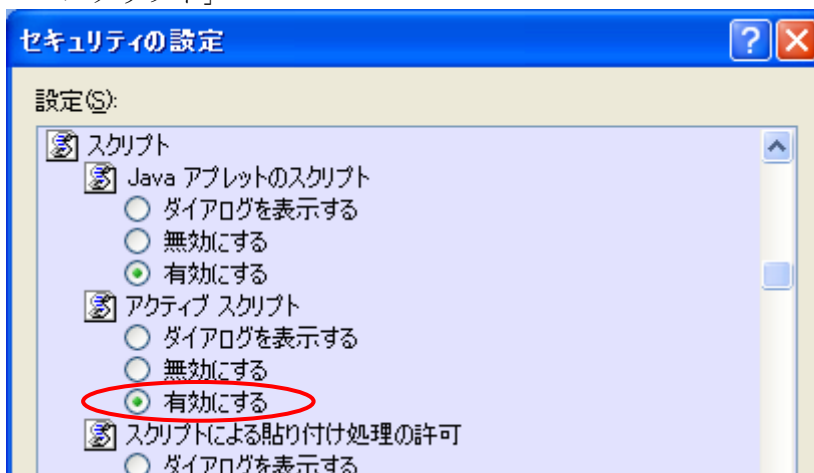 スクリプト」
セキュリティの設定
設定(S):
スクリプト
Java アプレットのスクリプト
ダイアログを表示する
無効にする
有効にする
アクティブ スクリプト
ダイアログを表示する
無効にする
有効にする
スクリプトによる貼り付け処理の許可
ダイアログを表示する